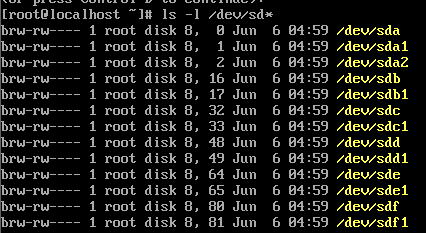 (or press Control-D to continue):
[root@localhost ~]# ls -l /dev/sd*
brw-rw---- 1 root disk 8,  0 Jun  6 04:59 /dev/sda
brw-rw---- 1 root disk 8,  1 Jun  6 04:59 /dev/sda1
brw-rw---- 1 root disk 8,  2 Jun  6 04:59 /dev/sda2
brw-rw---- 1 root disk 8, 16 Jun  6 04:59 /dev/sdb
brw-rw---- 1 root disk 8, 17 Jun  6 04:59 /dev/sdb1
brw-rw---- 1 root disk 8, 32 Jun  6 04:59 /dev/sdc
brw-rw---- 1 root disk 8, 33 Jun  6 04:59 /dev/sdc1
brw-rw---- 1 root disk 8, 48 Jun  6 04:59 /dev/sdd
brw-rw---- 1 root disk 8, 49 Jun  6 04:59 /dev/sdd1
brw-rw---- 1 root disk 8, 64 Jun  6 04:59 /dev/sde
brw-rw---- 1 root disk 8, 65 Jun  6 04:59 /dev/sde1
brw-rw---- 1 root disk 8, 80 Jun  6 04:59 /dev/sdf
brw-rw---- 1 root disk 8, 81 Jun  6 04:59 /dev/sdf1